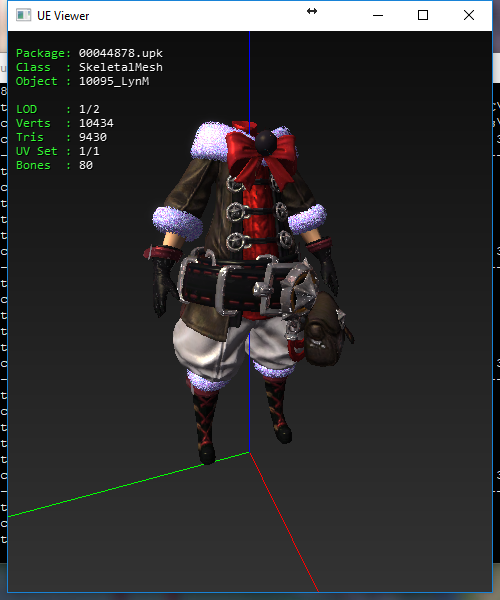 UE Viewer
Package: 00044878.upk
Class  : SkeletalMesh
Object : 10095_LynM
LOD    : 1/2
Verts  : 10434
Tris   : 9430
UV Set : 1/1
Bones  : 80